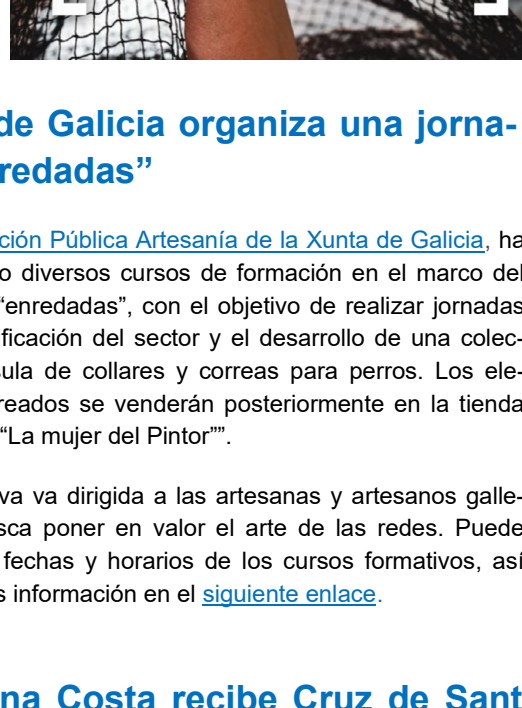 de Galicia organiza una jorna-
redadas”
ción Pública Artesanía de la Xunta de Galicia, ha
o diversos cursos de formación en el marco del
“enredadas”, con el objetivo de realizar jornadas
ficación del sector y el desarrollo de una colec-
sula de collares y correas para perros. Los ele-
reados se venderán posteriormente en la tienda
“La mujer del Pintor””.
va va dirigida a las artesanas y artesanos galle-
sca poner en valor el arte de las redes. Puede
fechas y horarios de los cursos formativos, así
s información en el siguiente enlace.
na Costa recibe Cruz de Sant